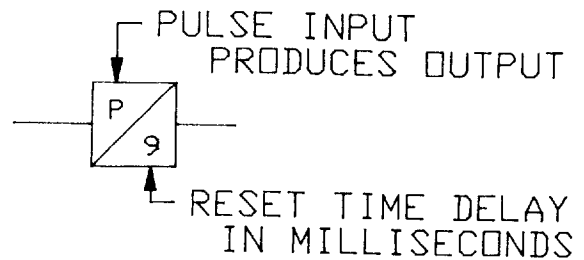 PULSE INPUT
PRODUCES OUTPUT
P
9
RESET TIME DELAY
IN MILLISECONDS